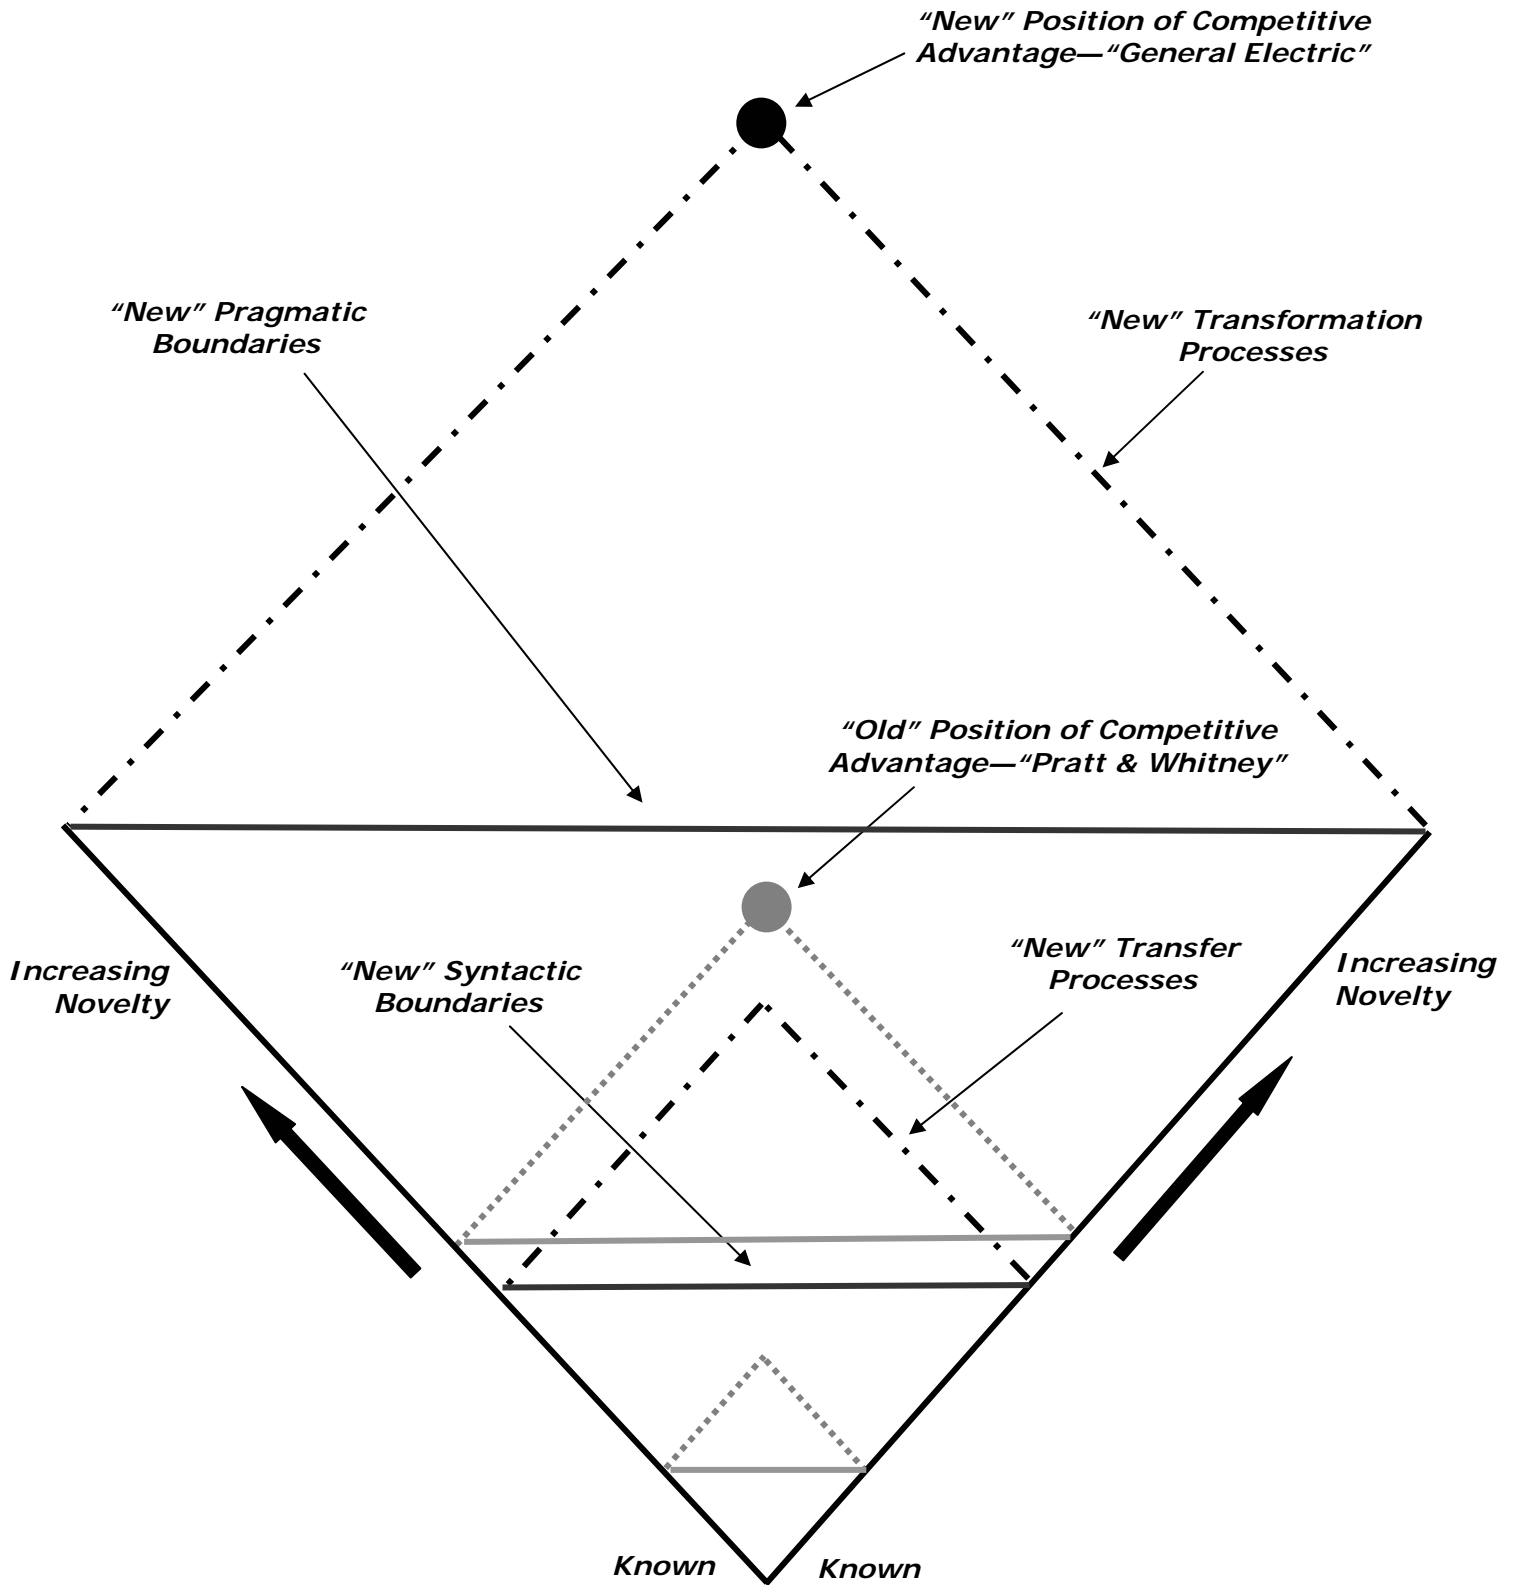 “New” Position of Competitive
Advantage—“General Electric”
“New” Pragmatic
Boundaries
“New” Transformation
Processes
“Old” Position of Competitive
Advantage—“Pratt & Whitney”
Increasing
Novelty
“New” Syntactic
Boundaries
“New” Transfer
Processes
Increasing
Novelty
Known
Known